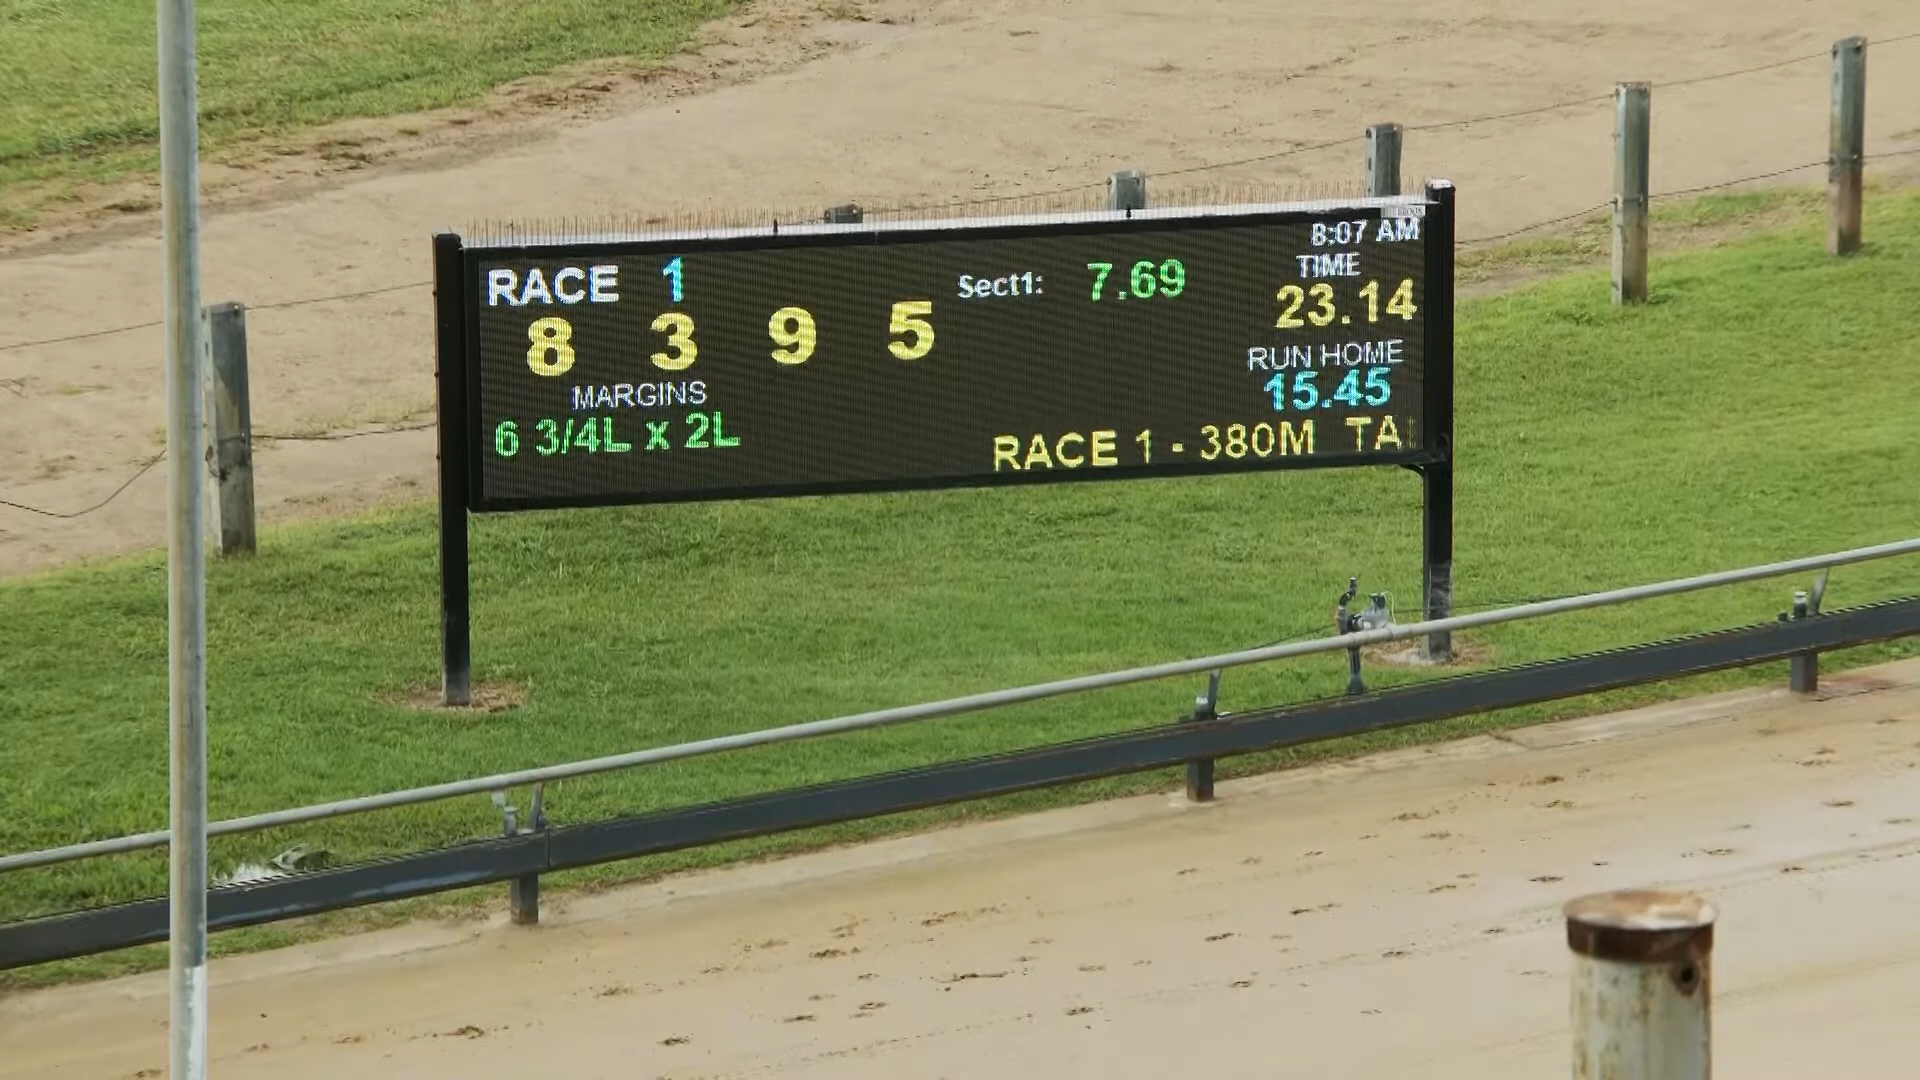 8:07 AM
RACE 1 Sect1: 7.69 TIME
8 3 9 5 23.14
MARGINS RUN HOME
6 3/4L x 2L 15.45
RACE 1 - 380M TA